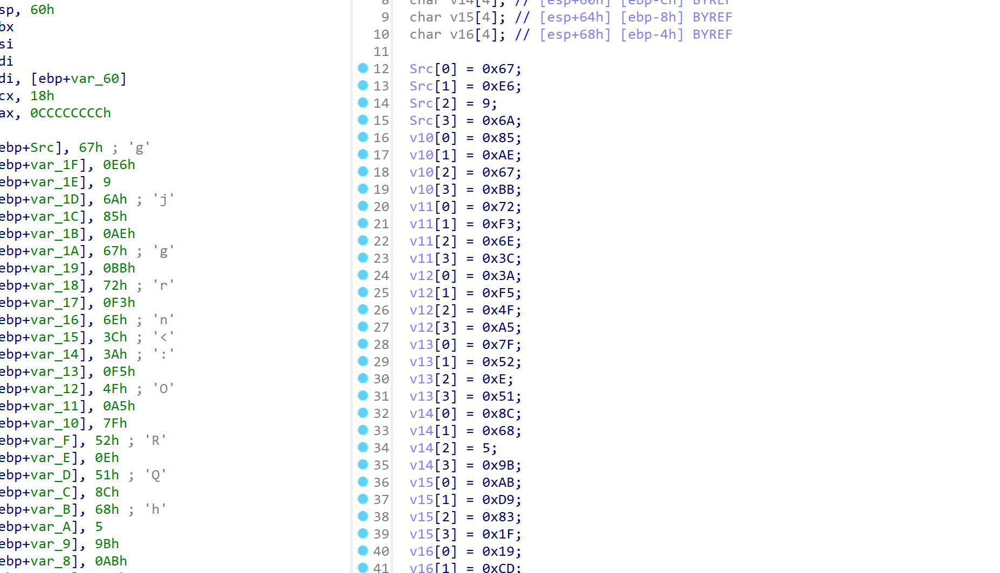 sp, 60h
bx
si
di
di, [ebp+var_60]
cx, 18h
ax, 0CCCCCCCCh
ebp+Src], 67h ; 'g'
ebp+var_1F], 0E6h
ebp+var_1E], 9
ebp+var_1D], 6Ah ; 'j'
ebp+var_1C], 85h
ebp+var_1B], 0AEh
ebp+var_1A], 67h ; 'g'
ebp+var_19], 0BBh
ebp+var_18], 72h ; 'r'
ebp+var_17], 0F3h
ebp+var_16], 6Eh ; 'n'
ebp+var_15], 3Ch ; '<'
ebp+var_14], 3Ah ; ':'
ebp+var_13], 0F5h
ebp+var_12], 4Fh ; 'O'
ebp+var_11], 0A5h
ebp+var_10], 7Fh
ebp+var_F], 52h ; 'R'
ebp+var_E], 0Eh
ebp+var_D], 51h ; 'Q'
ebp+var_C], 8Ch
ebp+var_B], 68h ; 'h'
ebp+var_A], 5
ebp+var_9], 9Bh
ebp+var_8], 0ABh
8 char v14[4]; // [esp+60h] [ebp-Ch] BYREF
9 char v15[4]; // [esp+64h] [ebp-8h] BYREF
10 char v16[4]; // [esp+68h] [ebp-4h] BYREF
11
12 Src[0] = 0x67;
13 Src[1] = 0xE6;
14 Src[2] = 9;
15 Src[3] = 0x6A;
16 v10[0] = 0x85;
17 v10[1] = 0xAE;
18 v10[2] = 0x67;
19 v10[3] = 0xBB;
20 v11[0] = 0x72;
21 v11[1] = 0xF3;
22 v11[2] = 0x6E;
23 v11[3] = 0x3C;
24 v12[0] = 0x3A;
25 v12[1] = 0xF5;
26 v12[2] = 0x4F;
27 v12[3] = 0xA5;
28 v13[0] = 0x7F;
29 v13[1] = 0x52;
30 v13[2] = 0xE;
31 v13[3] = 0x51;
32 v14[0] = 0x8C;
33 v14[1] = 0x68;
34 v14[2] = 5;
35 v14[3] = 0x9B;
36 v15[0] = 0xAB;
37 v15[1] = 0xD9;
38 v15[2] = 0x83;
39 v15[3] = 0x1F;
40 v16[0] = 0x19;
41 v16[1] = 0xCD;